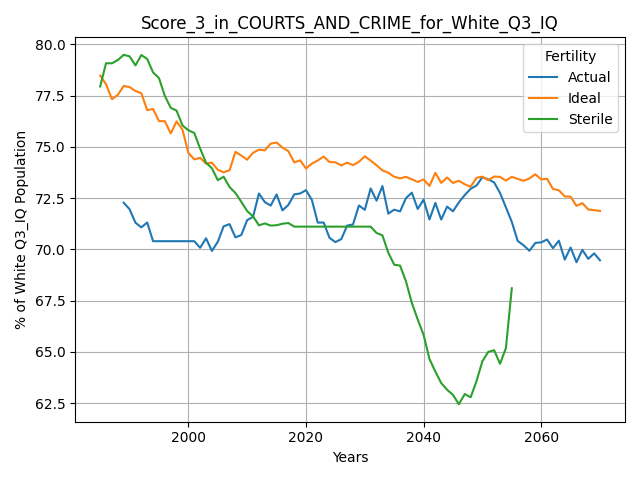 Score_3_in_COURTS_AND_CRIME_for_White_Q3_IQ
% of White Q3_IQ Population
80.0
77.5
75.0
72.5
70.0
67.5
65.0
62.5
Fertility
Actual
Ideal
Sterile
2000
2020
2040
2060
Years